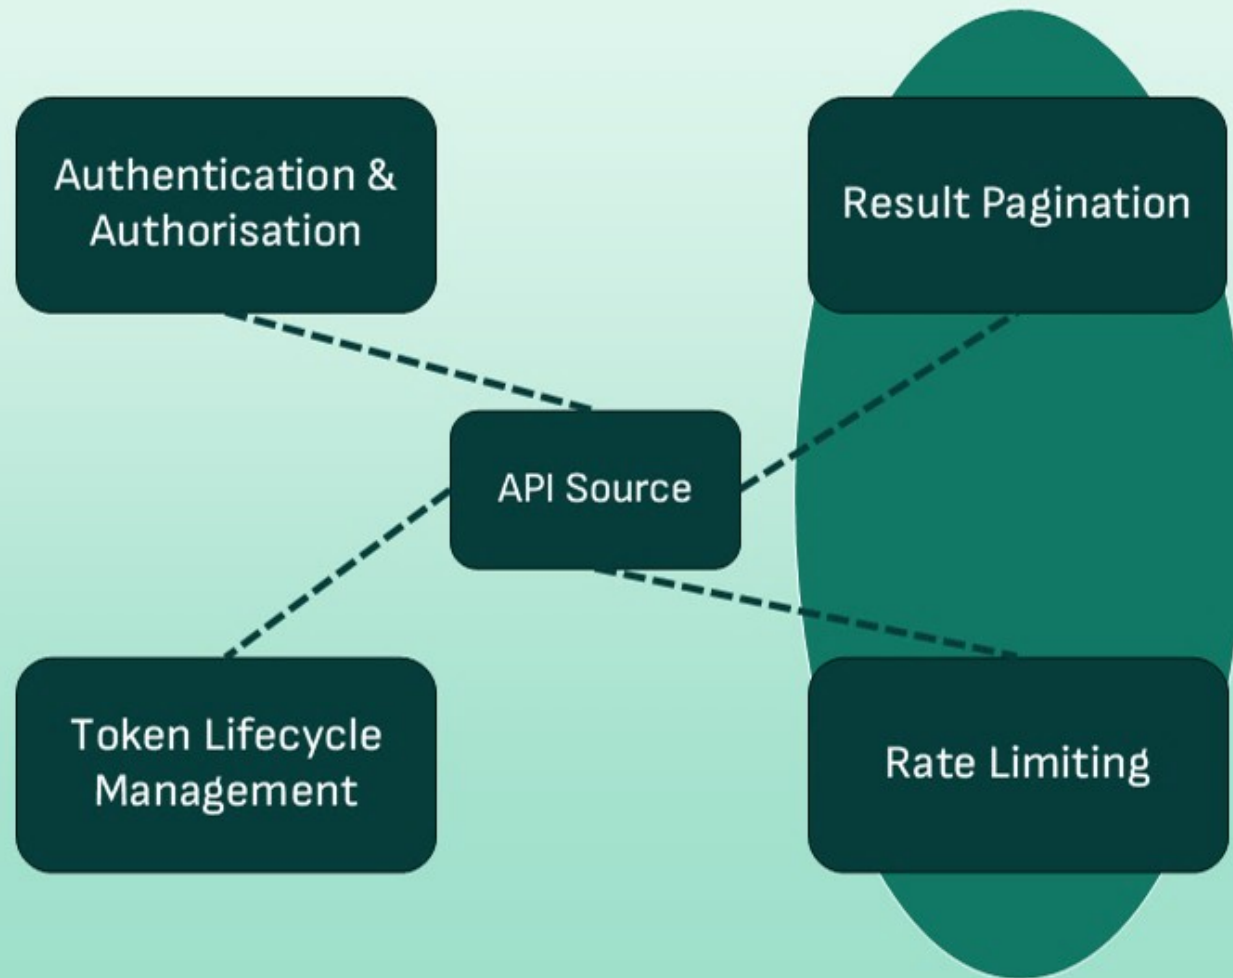 Authentication &
Authorisation
Result Pagination
API Source
Token Lifecycle
Management
Rate Limiting